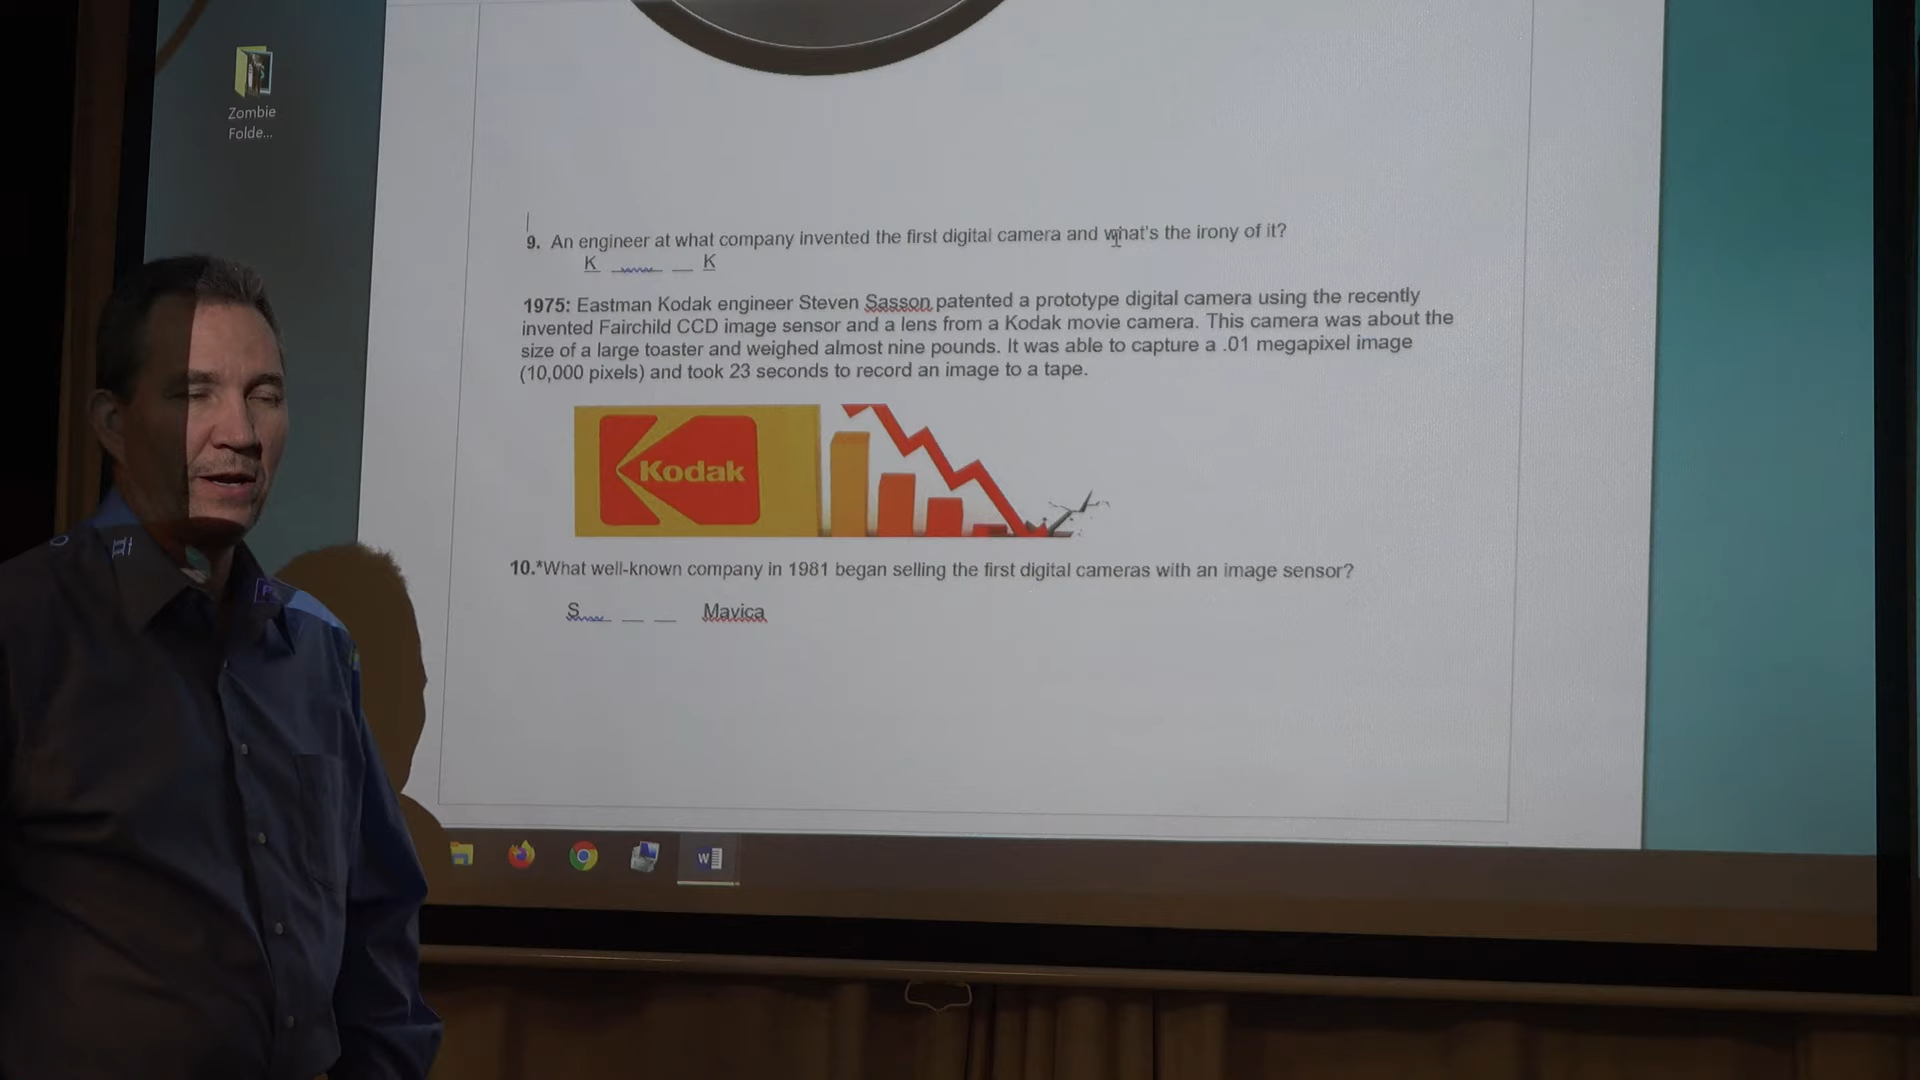 Zombie
Folde...
9. An engineer at what company invented the first digital camera and what's the irony of it?
K __ __ K
1975: Eastman Kodak engineer Steven Sasson patented a prototype digital camera using the recently
invented Fairchild CCD image sensor and a lens from a Kodak movie camera. This camera was about the
size of a large toaster and weighed almost nine pounds. It was able to capture a .01 megapixel image
(10,000 pixels) and took 23 seconds to record an image to a tape.
Kodak
10.*What well-known company in 1981 began selling the first digital cameras with an image sensor?
S__ __ __ Mavica
W